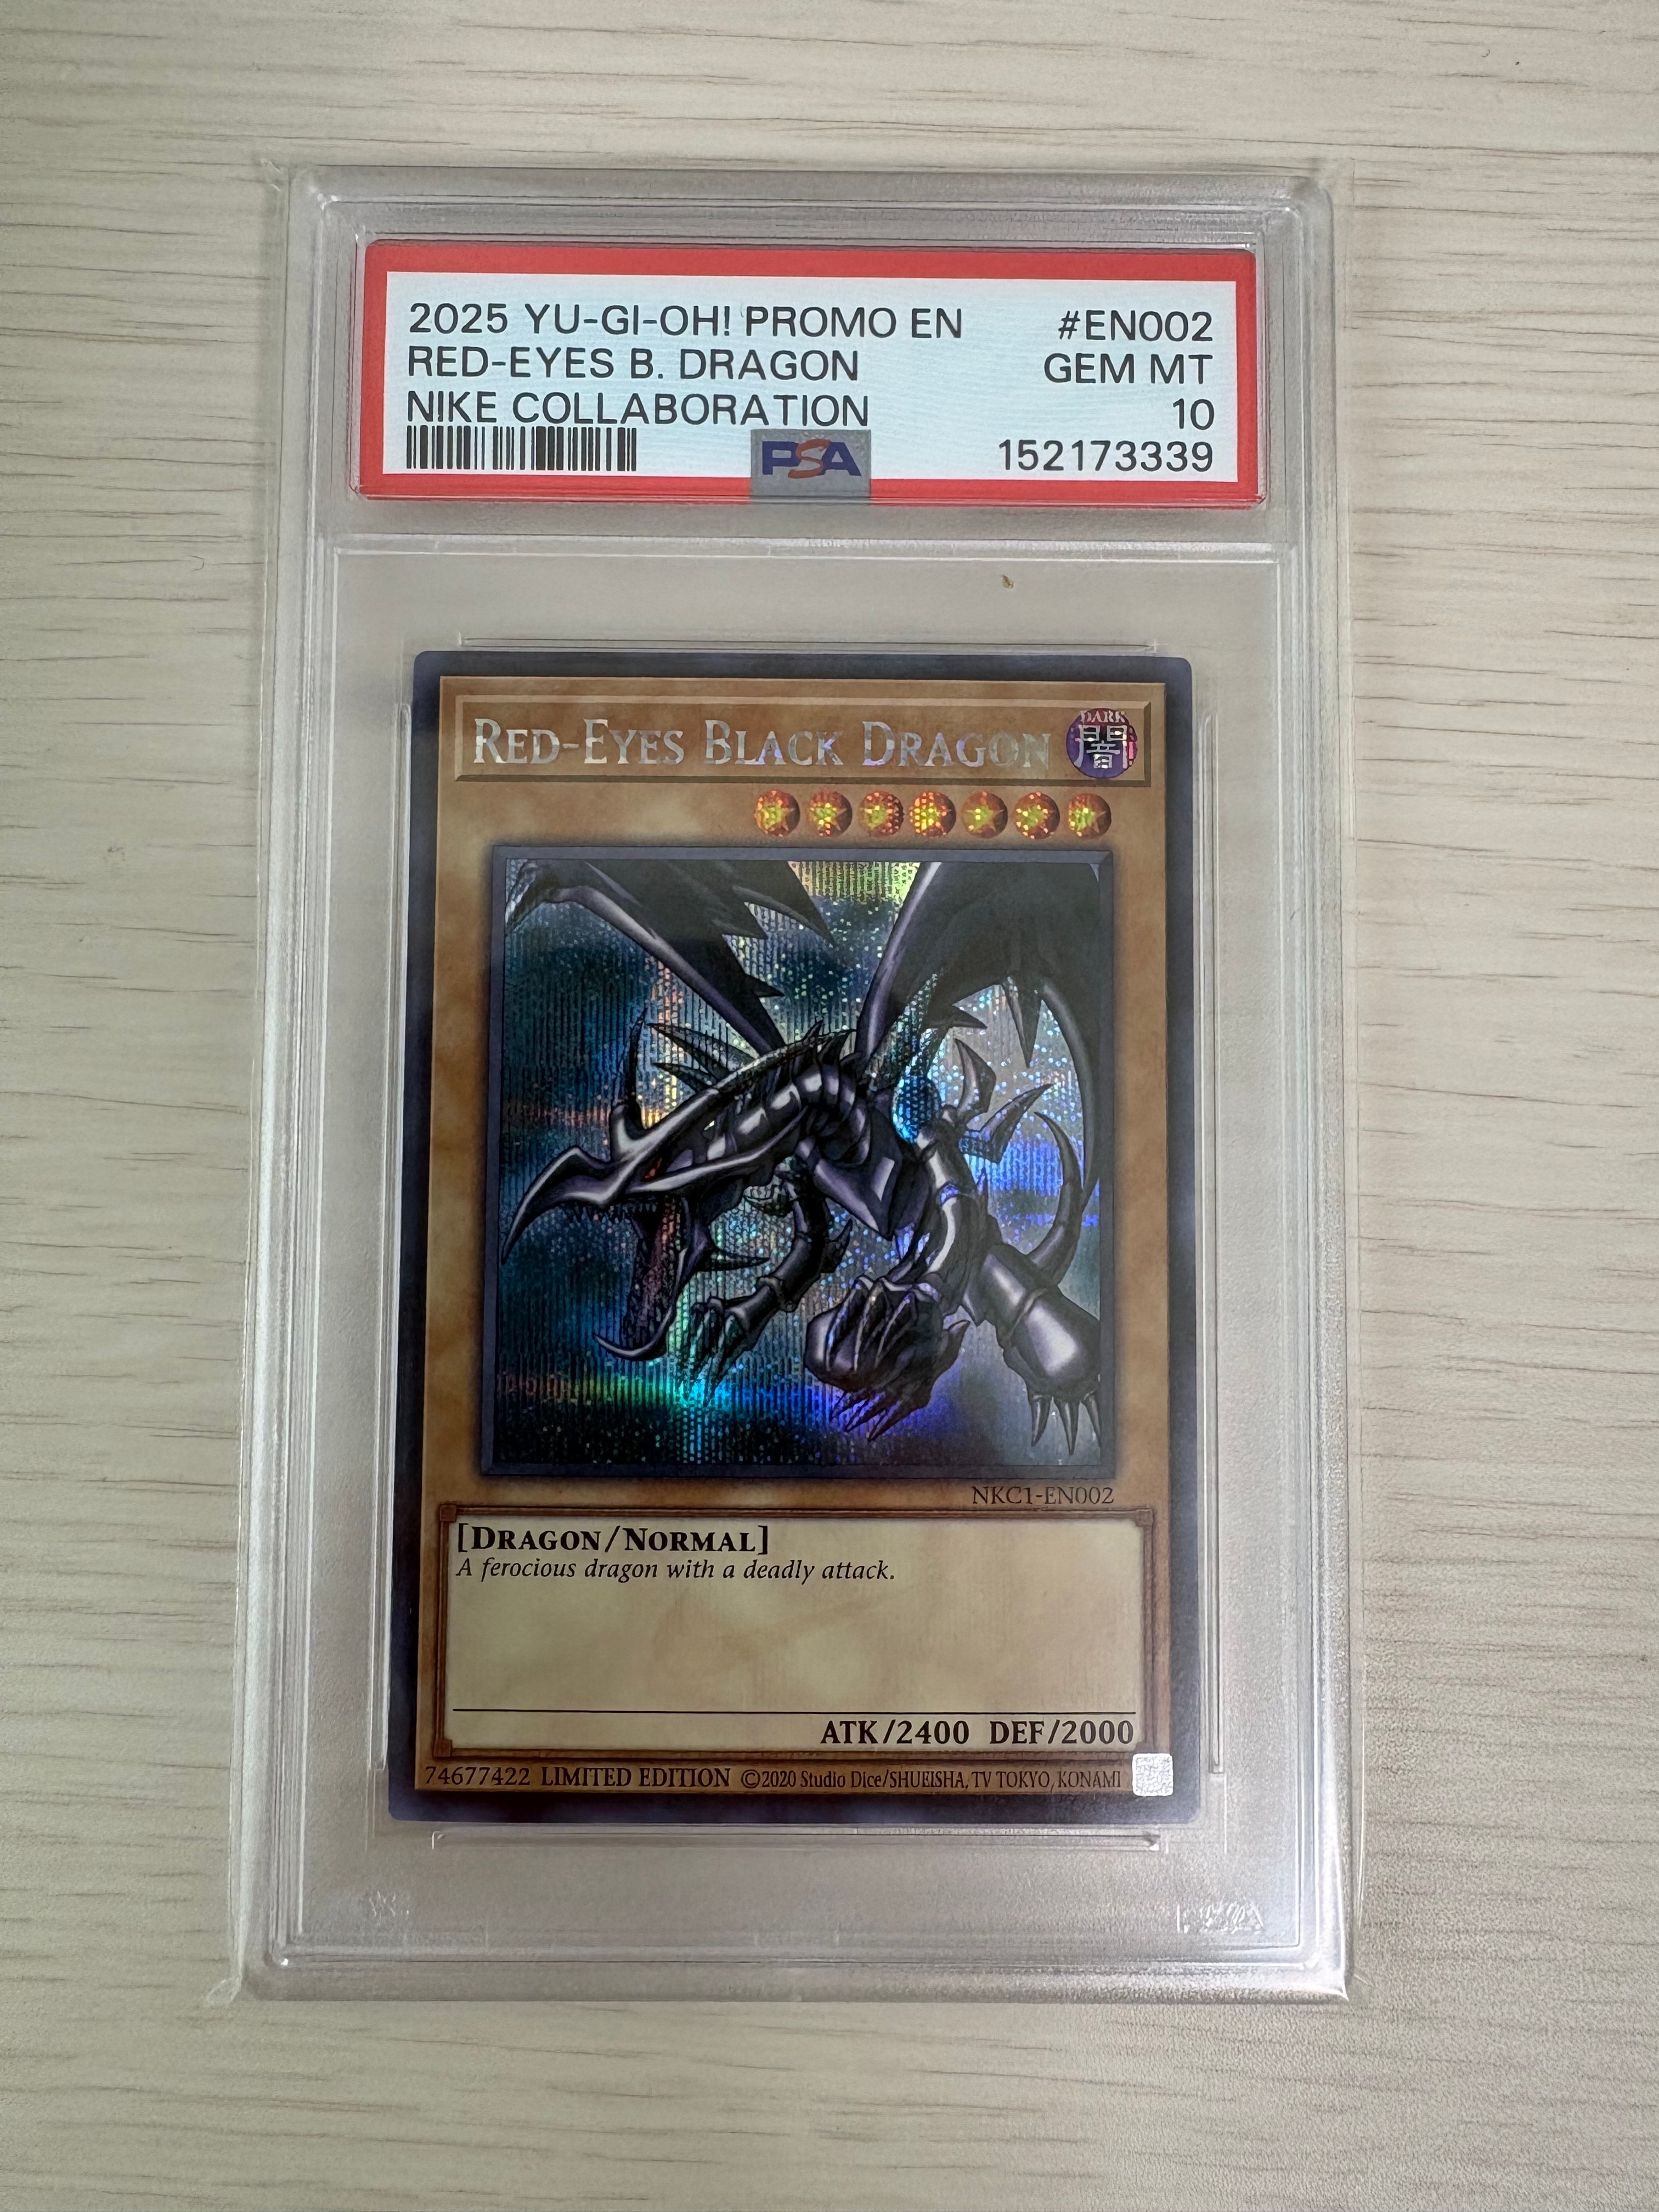 2025 YU-GI-OH! PROMO EN #EN002
RED-EYES B. DRAGON GEM MT
NIKE COLLABORATION 10
PSA 152173339
RED-EYES BLACK DRAGON
DARK
闇
NKC1-EN002
[DRAGON/NORMAL]
A ferocious dragon with a deadly attack.
ATK/2400 DEF/2000
74677422 LIMITED EDITION ©2020 Studio Dice/SHUEISHA, TV TOKYO, KONAMI